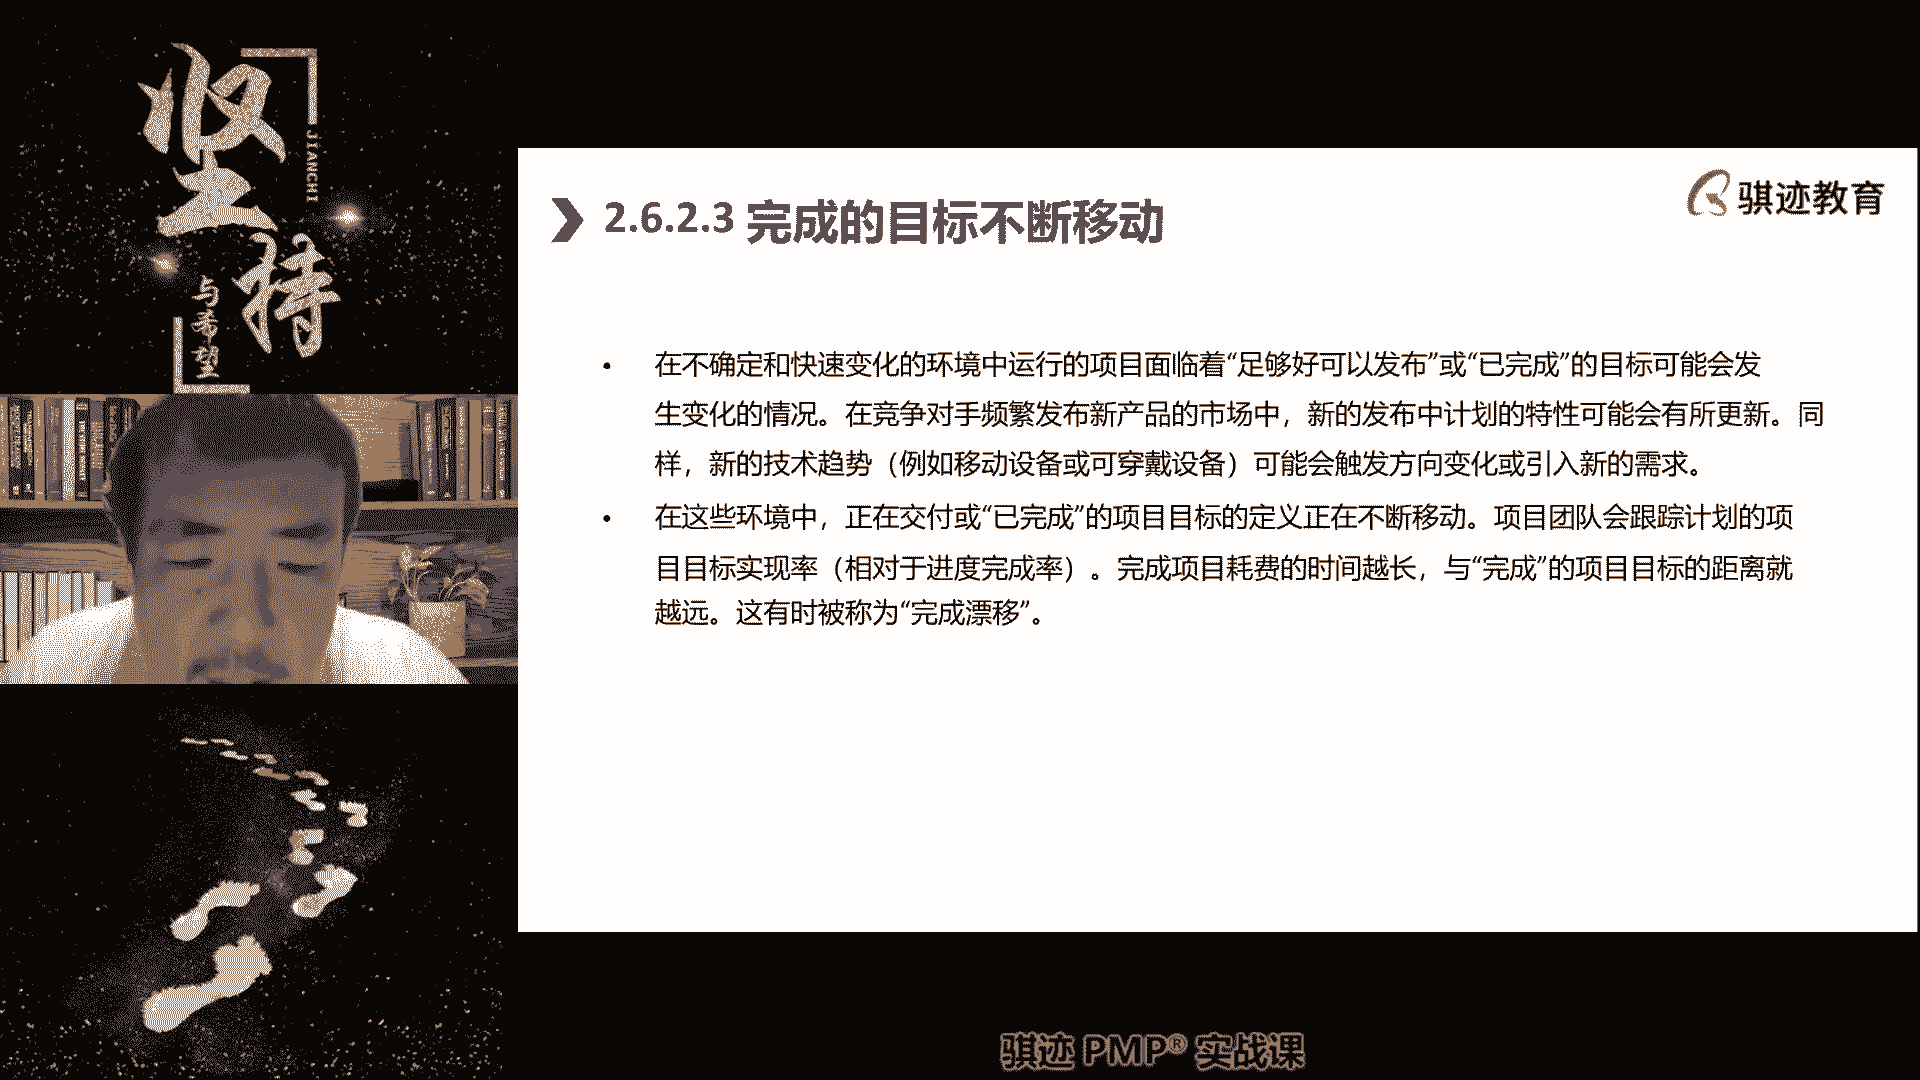 坚持
JIANCHI
与希望
骐迹教育
2.6.2.3 完成的目标不断移动
• 在不确定和快速变化的环境中运行的项目面临着“足够好可以发布”或“已完成”的目标可能会发
生变化的情况。在竞争对手频繁发布新产品的市场中，新的发布中计划的特性可能会有所更新。同
样，新的技术趋势（例如移动设备或可穿戴设备）可能会触发方向变化或引入新的需求。
• 在这些环境中，正在交付或“已完成”的项目目标的定义正在不断移动。项目团队会跟踪计划的项
目目标实现率（相对于进度完成率）。完成项目耗费的时间越长，与“完成”的项目目标的距离就
越远。这有时被称为“完成漂移”。
骐迹 PMP® 实战课